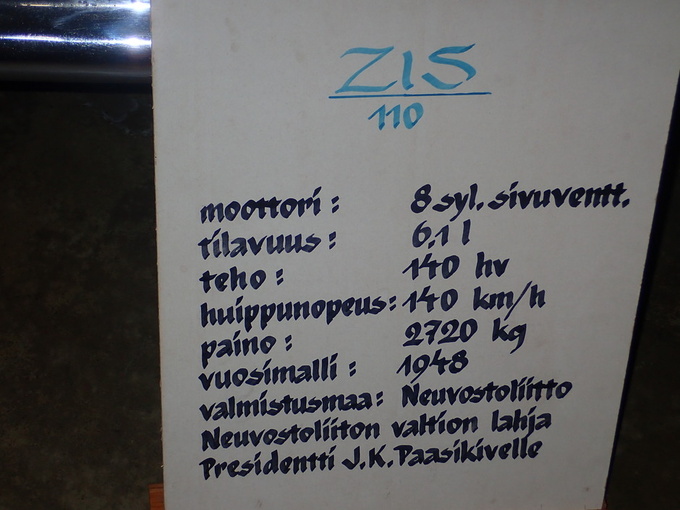 ZIS
110
moottori : 8 syl. sivuventt.
tilavuus : 6,1 l
teho : 140 hv
huippunopeus: 140 km/h
paino : 2720 kg
vuosimalli : 1948
valmistusmaa: Neuvostoliitto
Neuvostoliiton valtion lahja
Presidentti J.K.Paasikivelle